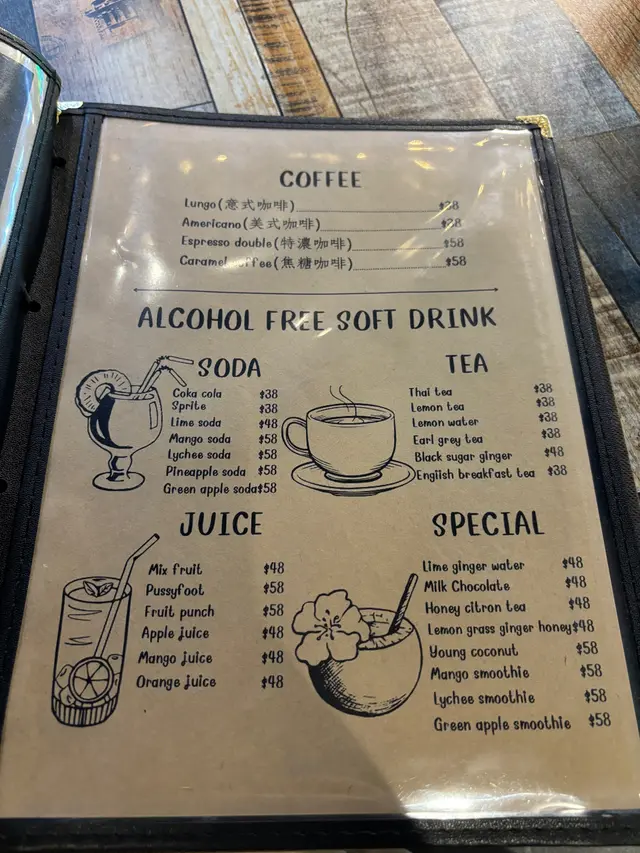 COFFEE
Lungo(意式咖啡) $38
Americano(美式咖啡) $38
Espresso double(特濃咖啡) $58
Caramel coffee(焦糖咖啡) $58
ALCOHOL FREE SOFT DRINK
SODA
Coka cola $38
Sprite $38
Lime soda $48
Mango soda $58
Lychee soda $58
Pineapple soda $58
Green apple soda$58
TEA
Thai tea $38
Lemon tea $38
Lemon water $38
Earl grey tea $38
Black sugar ginger $48
Engiish breakfast tea $38
JUICE
Mix fruit $48
Pussyfoot $58
Fruit punch $58
Apple juice $48
Mango juice $48
Orange juice $48
SPECIAL
Lime ginger water $48
Milk Chocolate $48
Honey citron tea $48
Lemon grass ginger honey$48
Young coconut $58
Mango smoothie $58
Lychee smoothie $58
Green apple smoothie $58